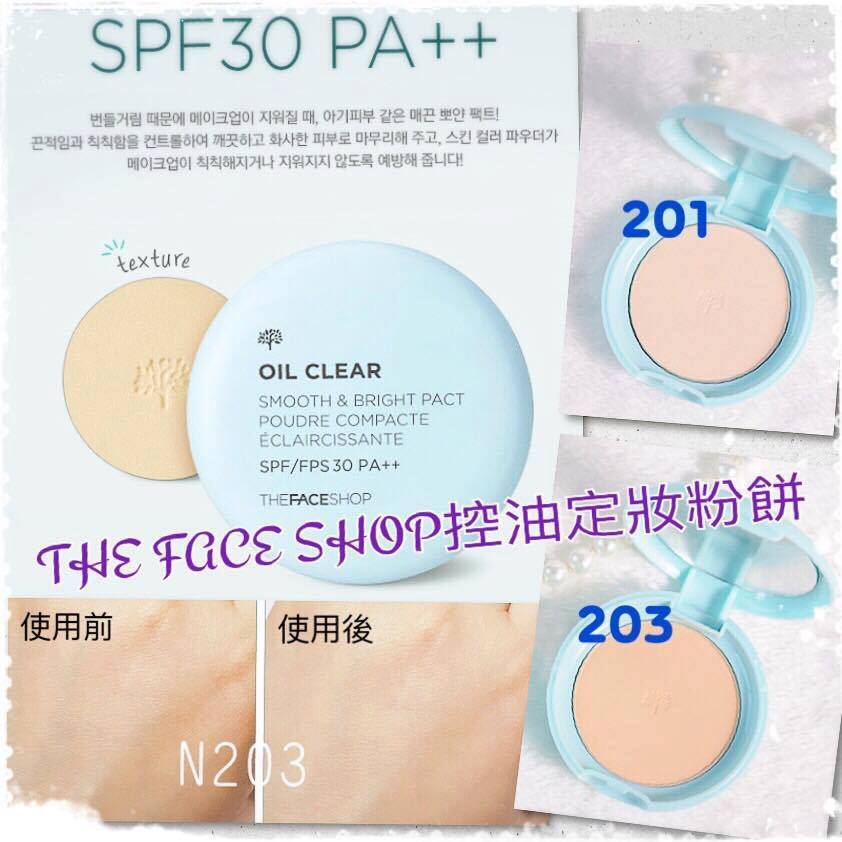 SPF30 PA++
번들거림 때문에 메이크업이 지워질 때, 아기피부 같은 매끈 뽀얀 팩트!
끈적임과 칙칙함을 컨트롤하여 깨끗하고 화사한 피부로 마무리해 주고, 스킨 컬러 파우더가
메이크업이 칙칙해지거나 지워지지 않도록 예방해 줍니다!
201
texture
OIL CLEAR
SMOOTH & BRIGHT PACT
POUDRE COMPACTE
ÉCLAIRCISSANTE
SPF/FPS 30 PA++
THEFACESHOP
THE FACE SHOP控油定妝粉餅
使用前
使用後
203
N203